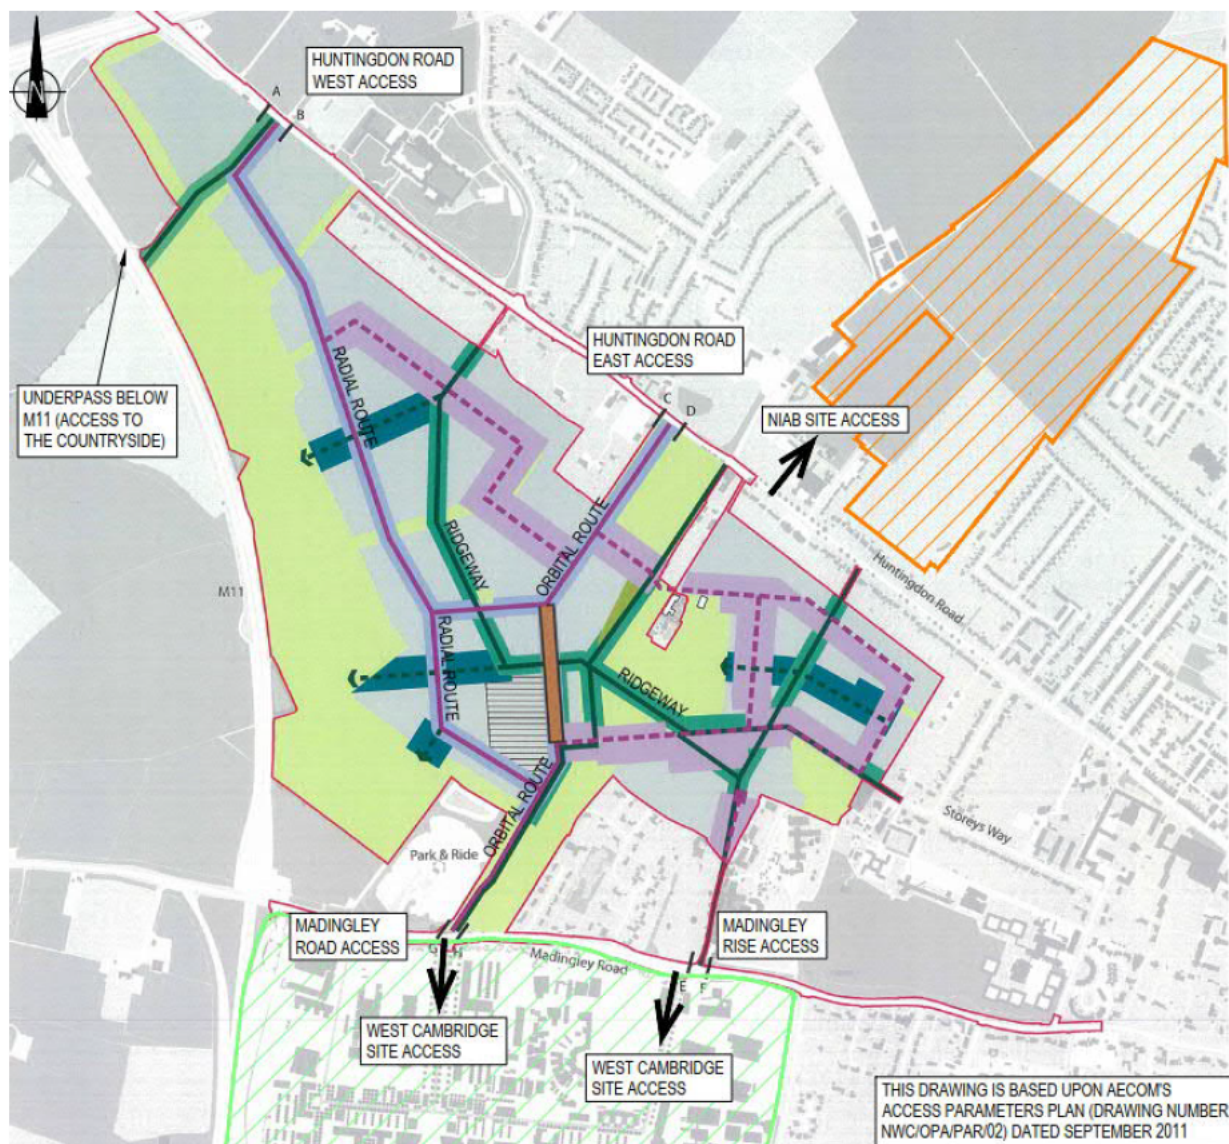 N
HUNTINGDON ROAD
WEST ACCESS
A
B
HUNTINGDON ROAD
EAST ACCESS
C
D
NIAB SITE ACCESS
UNDERPASS BELOW
M11 (ACCESS TO
THE COUNTRYSIDE)
RADIAL ROUTE
RIDGEWAY
ORBITAL ROUTE
Huntingdon Road
M11
RADIAL ROUTE
RIDGEWAY
ORBITAL ROUTE
Storeys Way
Park & Ride
MADINGLEY
ROAD ACCESS
MADINGLEY
RISE ACCESS
G
H
Madingley Road
E
F
WEST CAMBRIDGE
SITE ACCESS
WEST CAMBRIDGE
SITE ACCESS
THIS DRAWING IS BASED UPON AECOM'S
ACCESS PARAMETERS PLAN (DRAWING NUMBER
NWC/OPA/PAR/02) DATED SEPTEMBER 2011